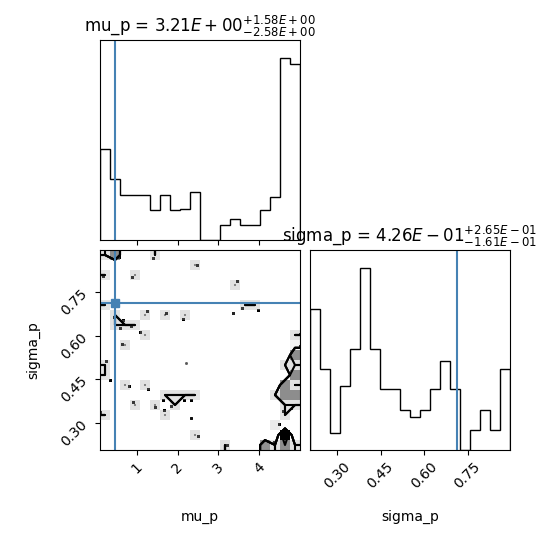 mu_p = 3.21E + 00 +1.58E+00 −2.58E+00
sigma_p = 4.26E − 01 +2.65E−01 −1.61E−01
sigma_p
0.75
0.60
0.45
0.30
1 2 3 4
mu_p
0.30 0.45 0.60 0.75
sigma_p